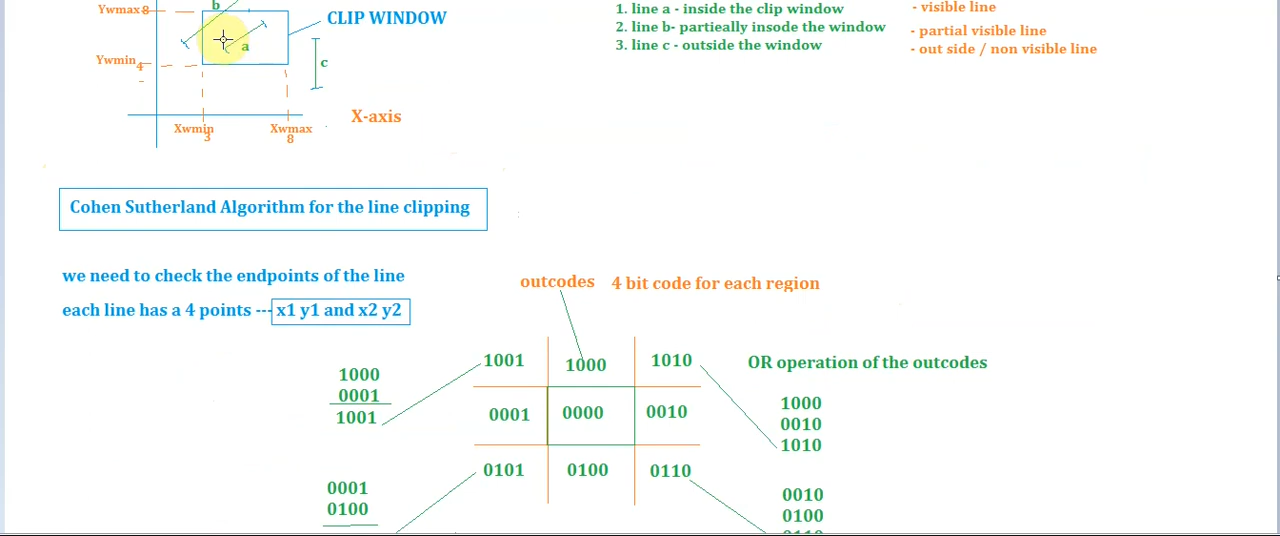 b
Ywmax 8
CLIP WINDOW
a
Ywmin 4
c
X-axis
Xwmin
3
Xwmax
8
1. line a - inside the clip window
2. line b- partieally insode the window
3. line c - outside the window
- visible line
- partial visible line
- out side / non visible line
Cohen Sutherland Algorithm for the line clipping
we need to check the endpoints of the line
each line has a 4 points --- x1 y1 and x2 y2
outcodes 4 bit code for each region
1001 1000 1010
0001 0000 0010
0101 0100 0110
1000
0001
1001
0001
0100
OR operation of the outcodes
1000
0010
1010
0010
0100
0110